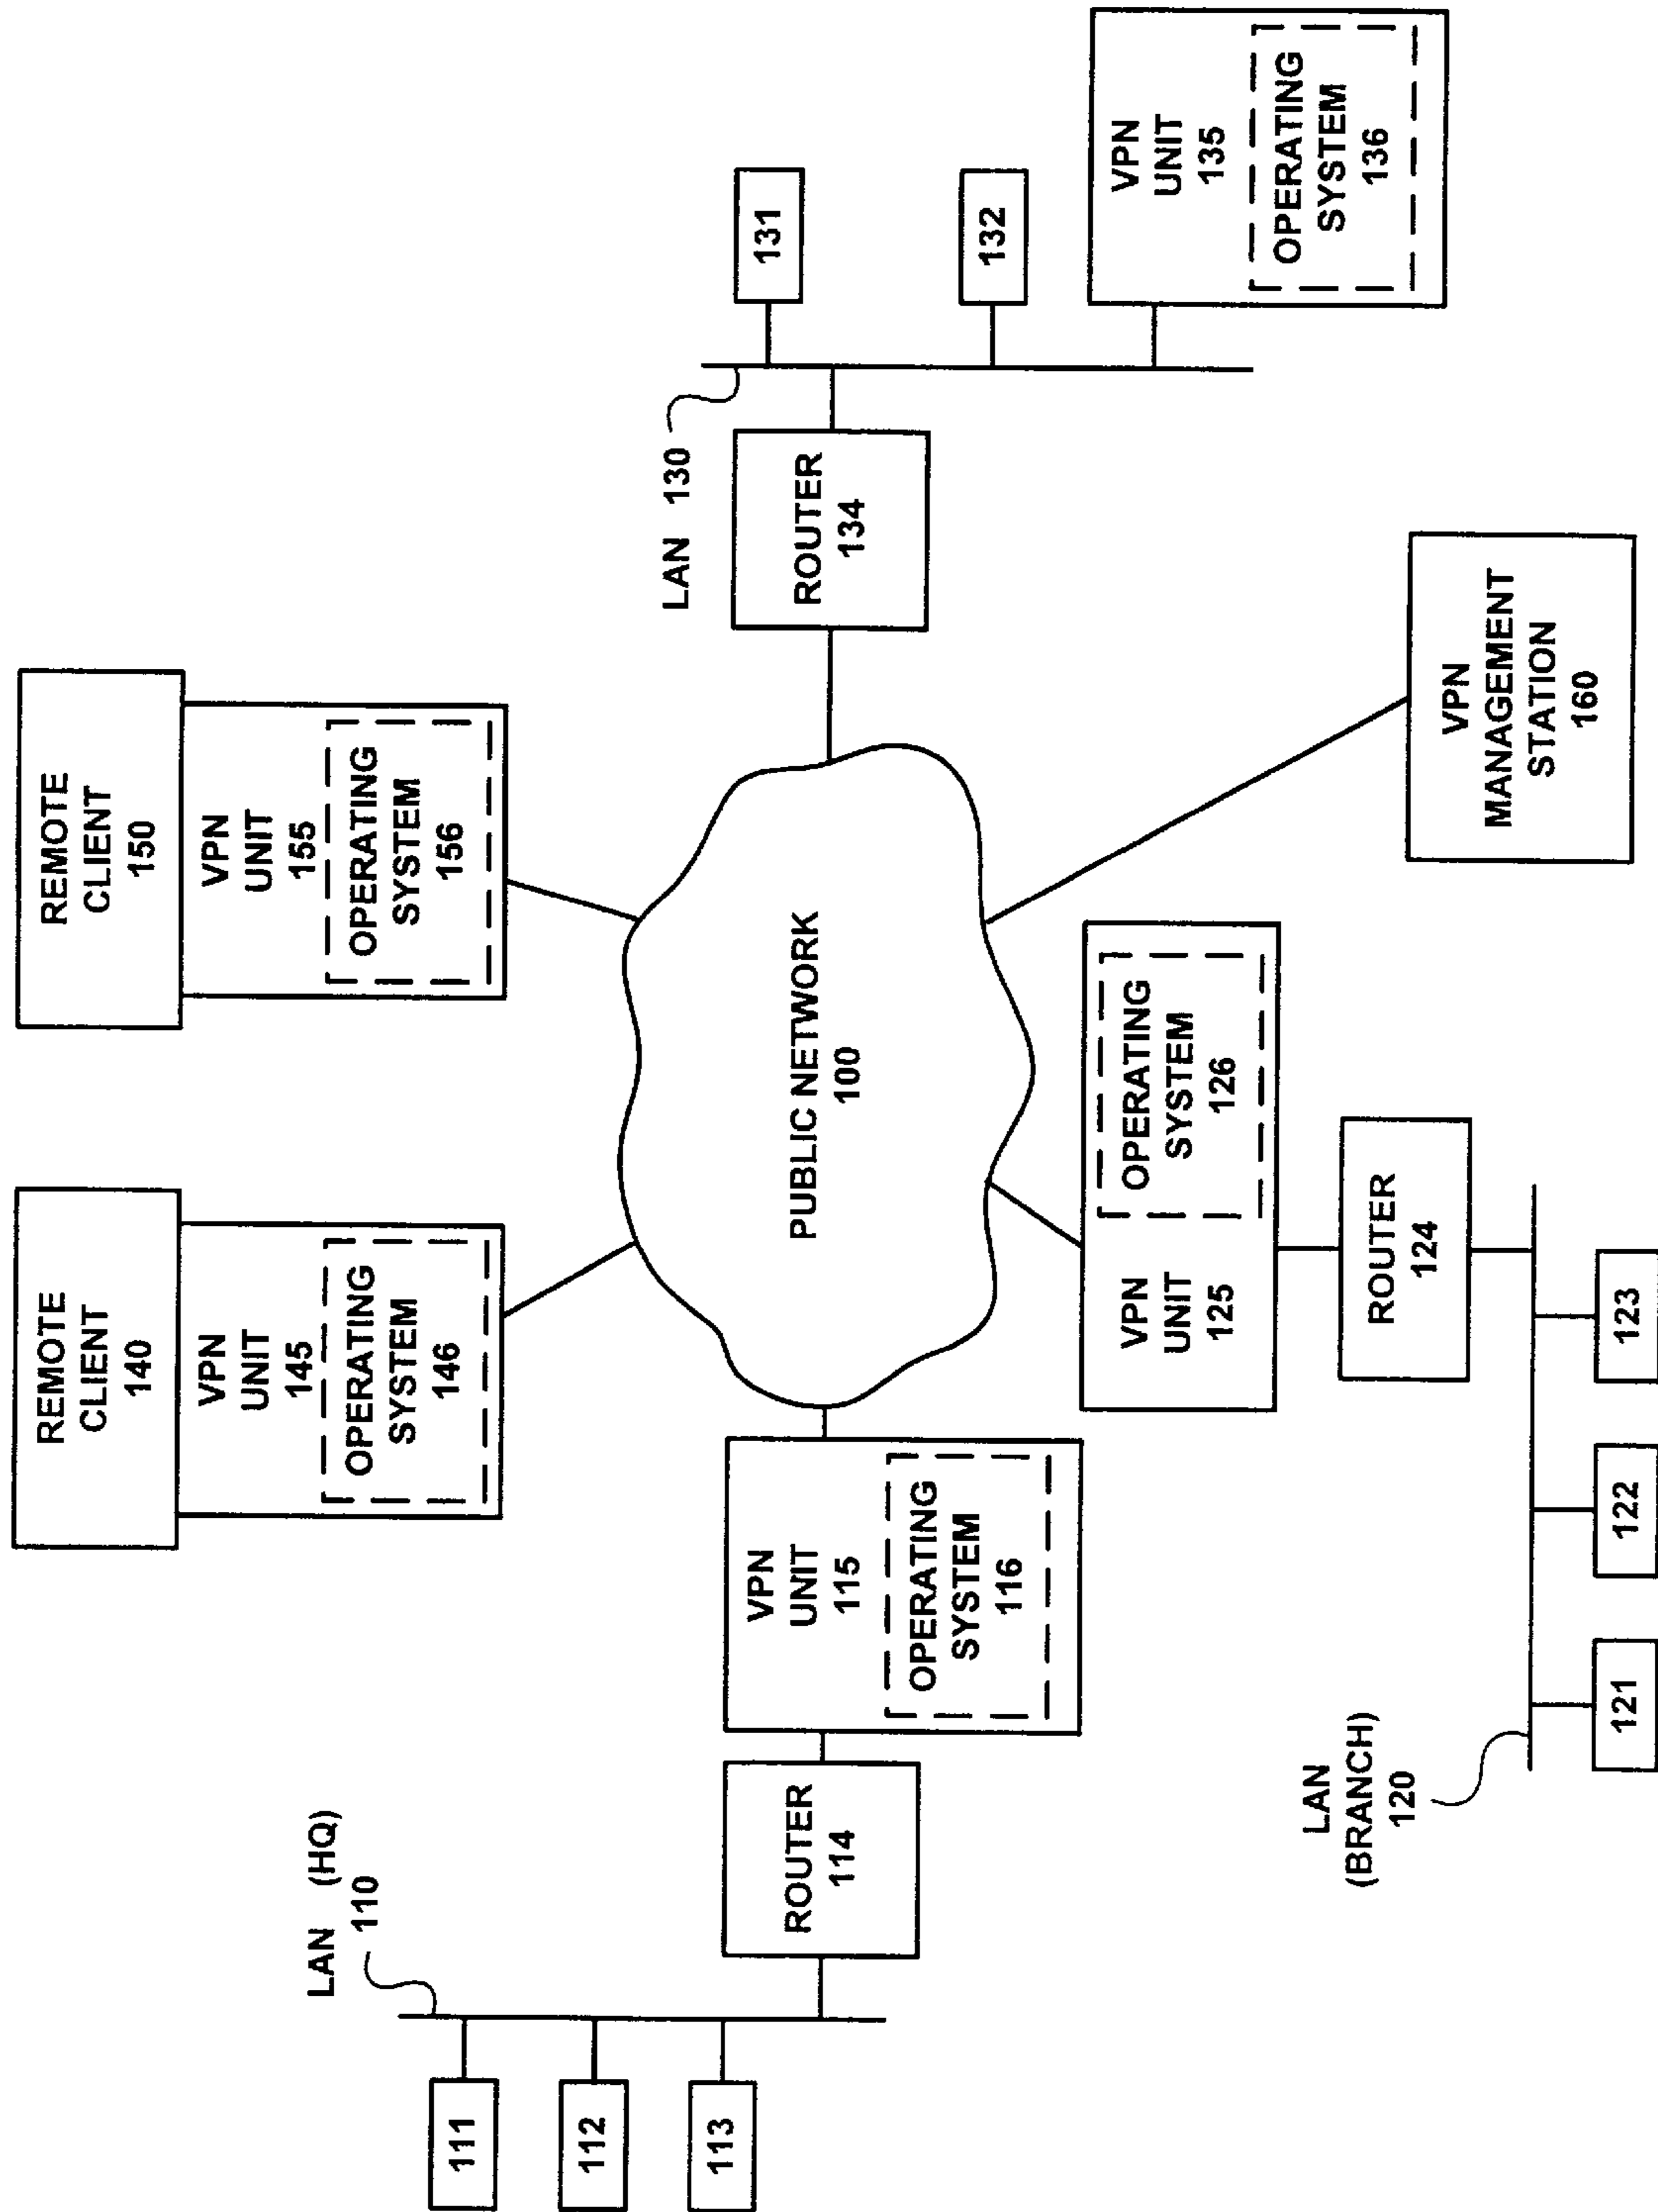 REMOTE
CLIENT
140
VPN
UNIT
145
OPERATING
SYSTEM
146
REMOTE
CLIENT
150
VPN
UNIT
155
OPERATING
SYSTEM
156
LAN (HQ)
110
111
112
113
ROUTER
114
VPN
UNIT
115
OPERATING
SYSTEM
116
PUBLIC NETWORK
100
LAN 130
ROUTER
134
131
132
VPN
UNIT
135
OPERATING
SYSTEM
136
VPN
UNIT
125
OPERATING
SYSTEM
126
ROUTER
124
LAN
(BRANCH)
120
121
122
123
VPN
MANAGEMENT
STATION
160